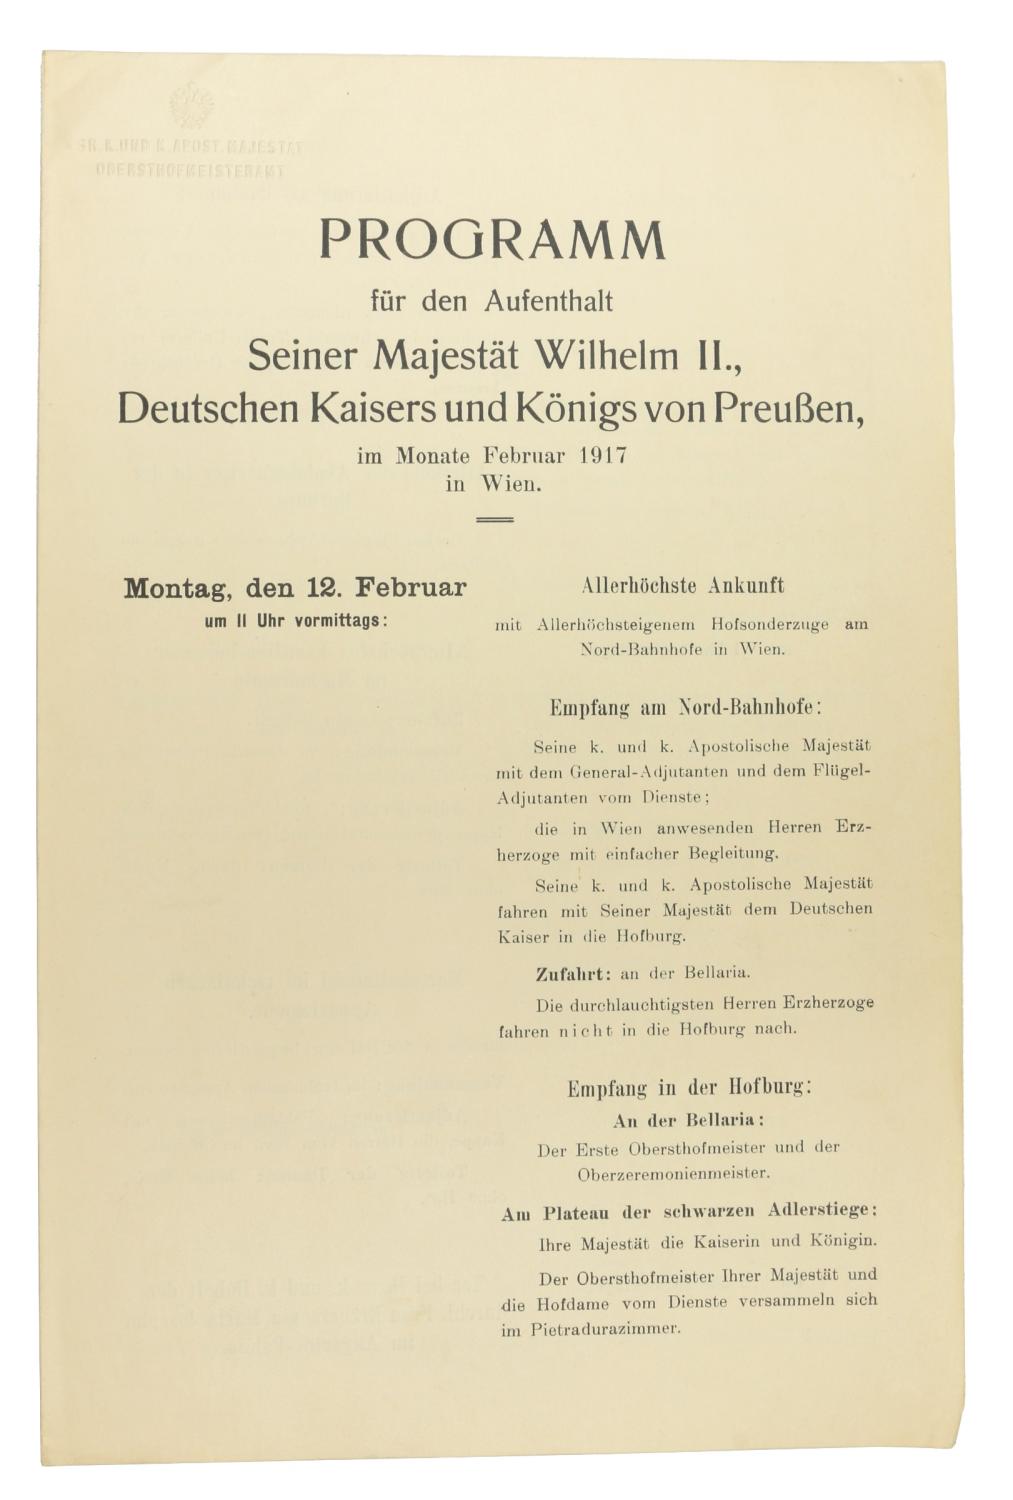 SR. K. UND K. APOST. MAJESTÄT
OBERSTHOFMEISTERAMT
PROGRAMM
für den Aufenthalt
Seiner Majestät Wilhelm II.,
Deutschen Kaisers und Königs von Preußen,
im Monate Februar 1917
in Wien.
Montag, den 12. Februar
um 11 Uhr vormittags:
Allerhöchste Ankunft
mit Allerhöchsteigenem Hofsonderzuge am
Nord-Bahnhofe in Wien.
Empfang am Nord-Bahnhofe:
Seine k. und k. Apostolische Majestät
mit dem General-Adjutanten und dem Flügel-
Adjutanten vom Dienste;
die in Wien anwesenden Herren Erz-
herzoge mit einfacher Begleitung.
Seine k. und k. Apostolische Majestät
fahren mit Seiner Majestät dem Deutschen
Kaiser in die Hofburg.
Zufahrt: an der Bellaria.
Die durchlauchtigsten Herren Erzherzoge
fahren nicht in die Hofburg nach.
Empfang in der Hofburg:
An der Bellaria:
Der Erste Obersthofmeister und der
Oberzeremonienmeister.
Am Plateau der schwarzen Adlerstiege:
Ihre Majestät die Kaiserin und Königin.
Der Obersthofmeister Ihrer Majestät und
die Hofdame vom Dienste versammeln sich
im Pietradurazimmer.